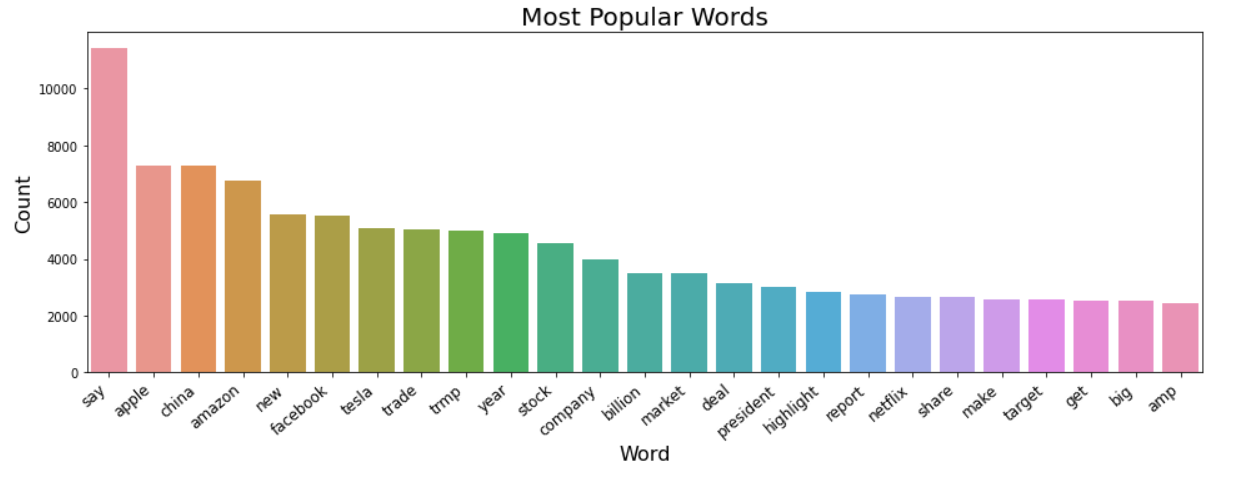 Most Popular Words
10000
8000
6000
4000
2000
0
Count
say
apple
china
amazon
new
facebook
tesla
trade
trmp
year
stock
company
billion
market
deal
president
highlight
report
netflix
share
make
target
get
big
amp
Word